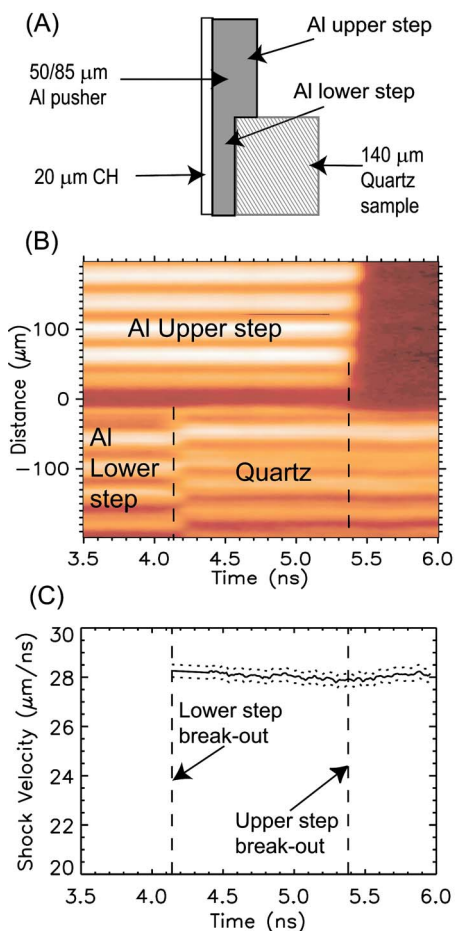 (A)
Al upper step
50/85 μm
Al pusher
Al lower step
20 μm CH
140 μm
Quartz
sample
(B)
Distance (μm)
100
0
– 100
Al Upper step
Al
Lower
step
Quartz
3.5 4.0 4.5 5.0 5.5 6.0
Time (ns)
(C)
Shock Velocity (μm/ns)
30
28
26
24
22
20
Lower step
break-out
Upper step
break-out
3.5 4.0 4.5 5.0 5.5 6.0
Time (ns)